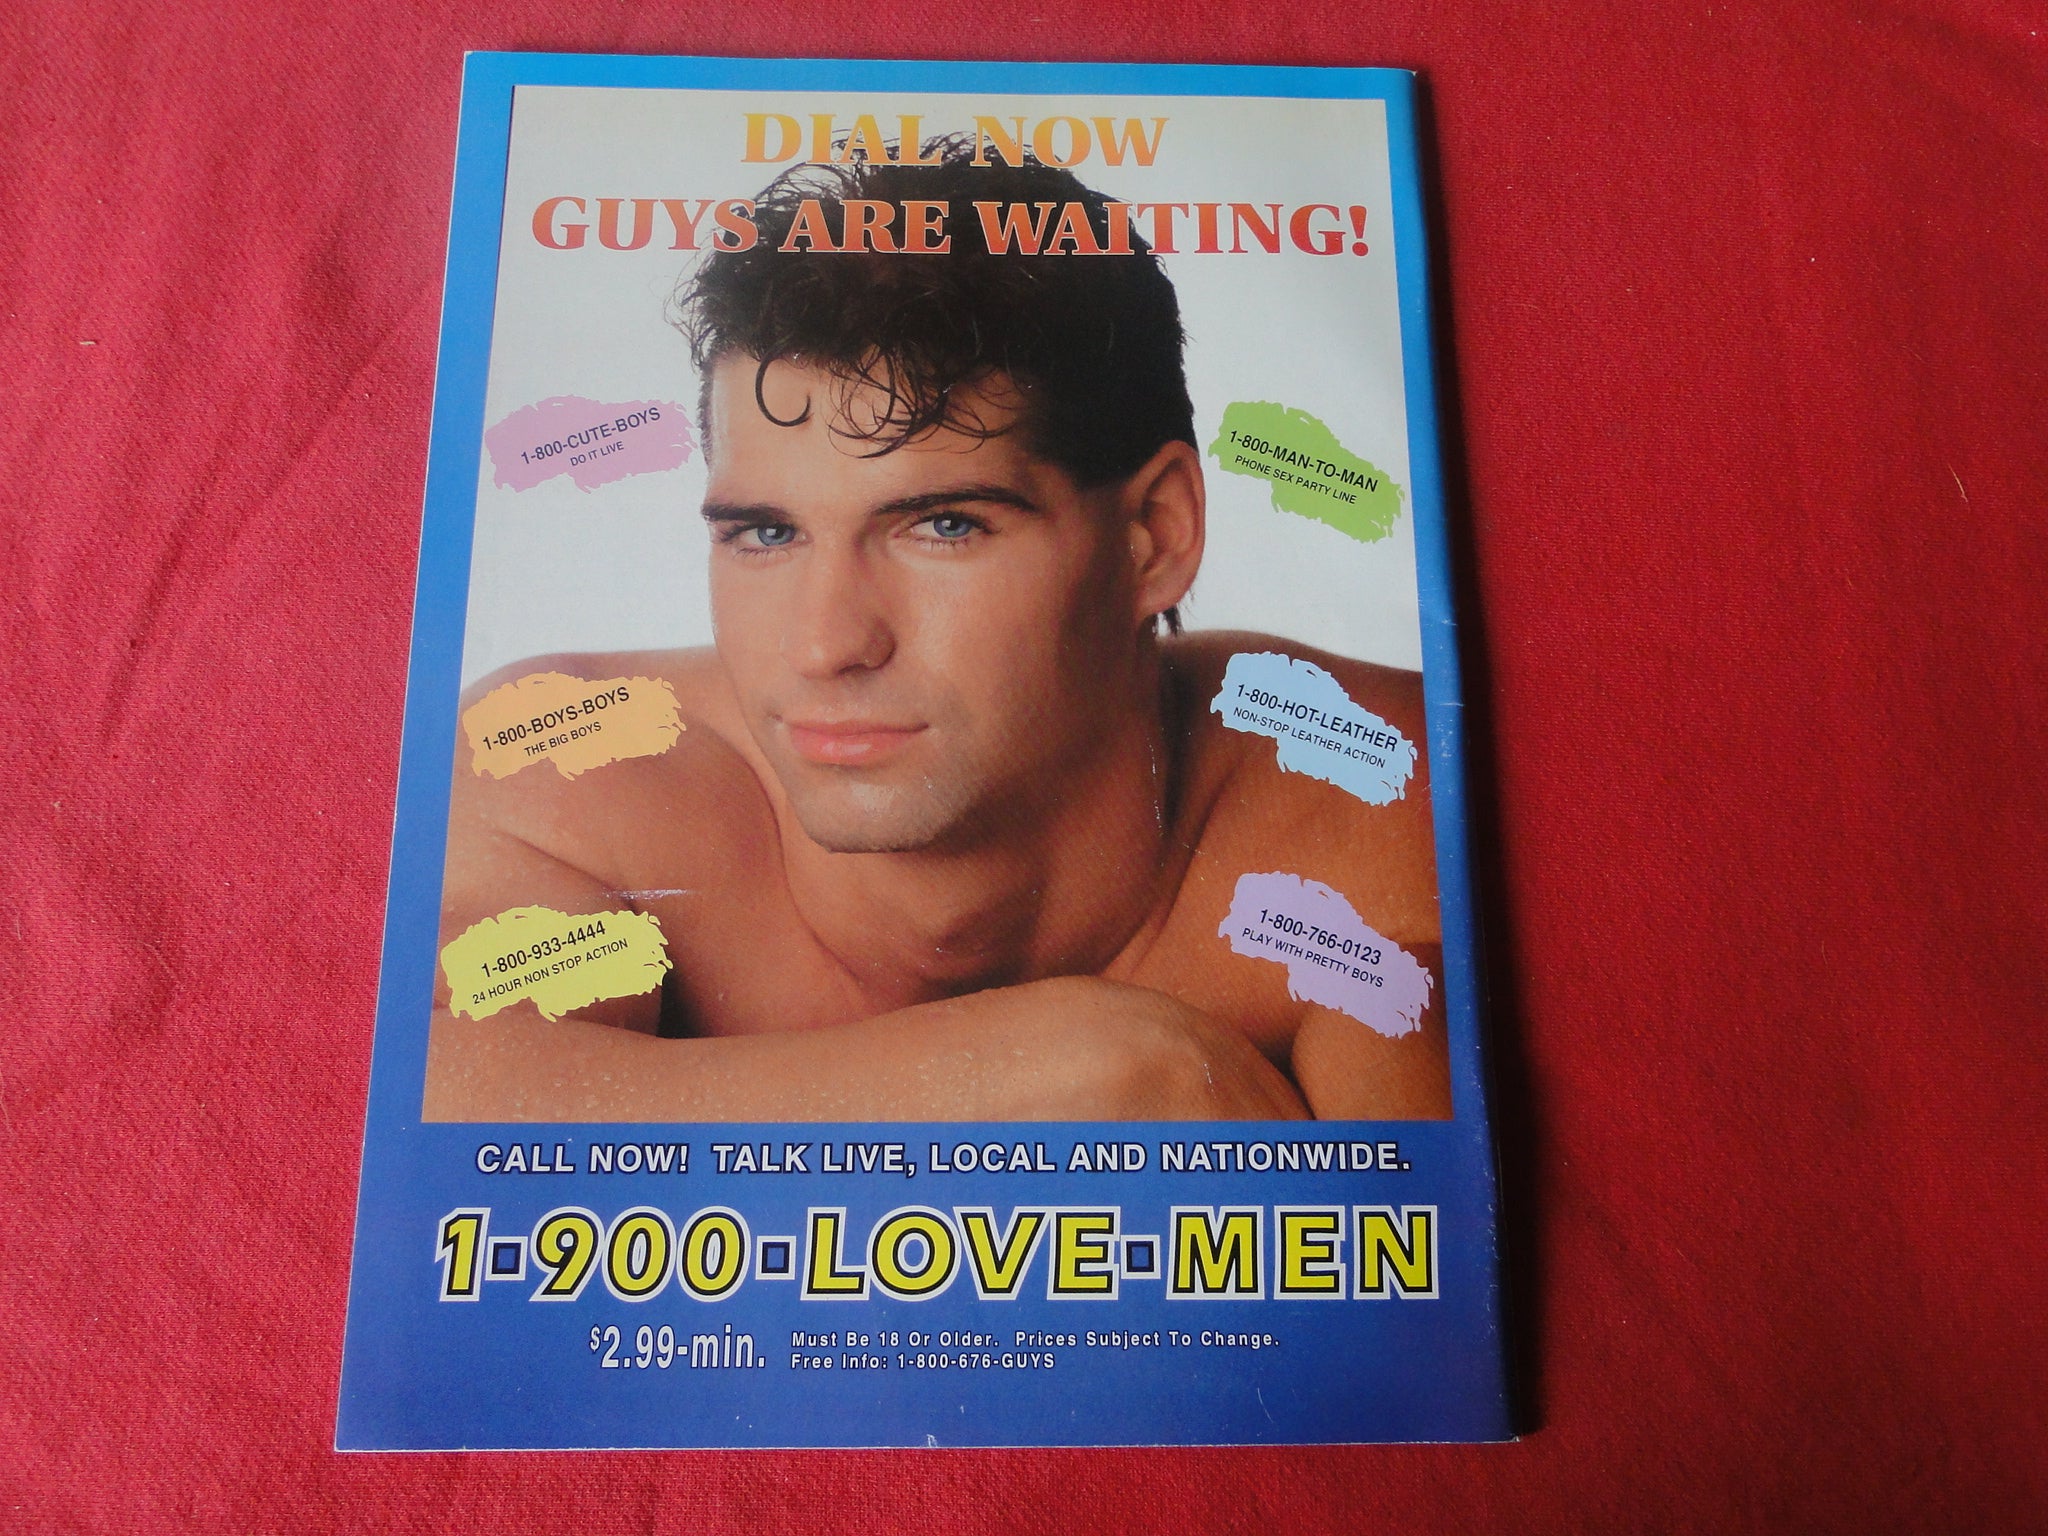 DIAL NOW
GUYS ARE WAITING!
1-800-CUTE-BOYS
DO IT LIVE
1-800-MAN-TO-MAN
PHONE SEX PARTY LINE
1-800-BOYS-BOYS
THE BIG BOYS
1-800-HOT-LEATHER
NON-STOP LEATHER ACTION
1-800-933-4444
24 HOUR NON STOP ACTION
1-800-766-0123
PLAY WITH PRETTY BOYS
CALL NOW! TALK LIVE, LOCAL AND NATIONWIDE.
1-900-LOVE-MEN
$2.99-min.
Must Be 18 Or Older. Prices Subject To Change.
Free Info: 1-800-676-GUYS